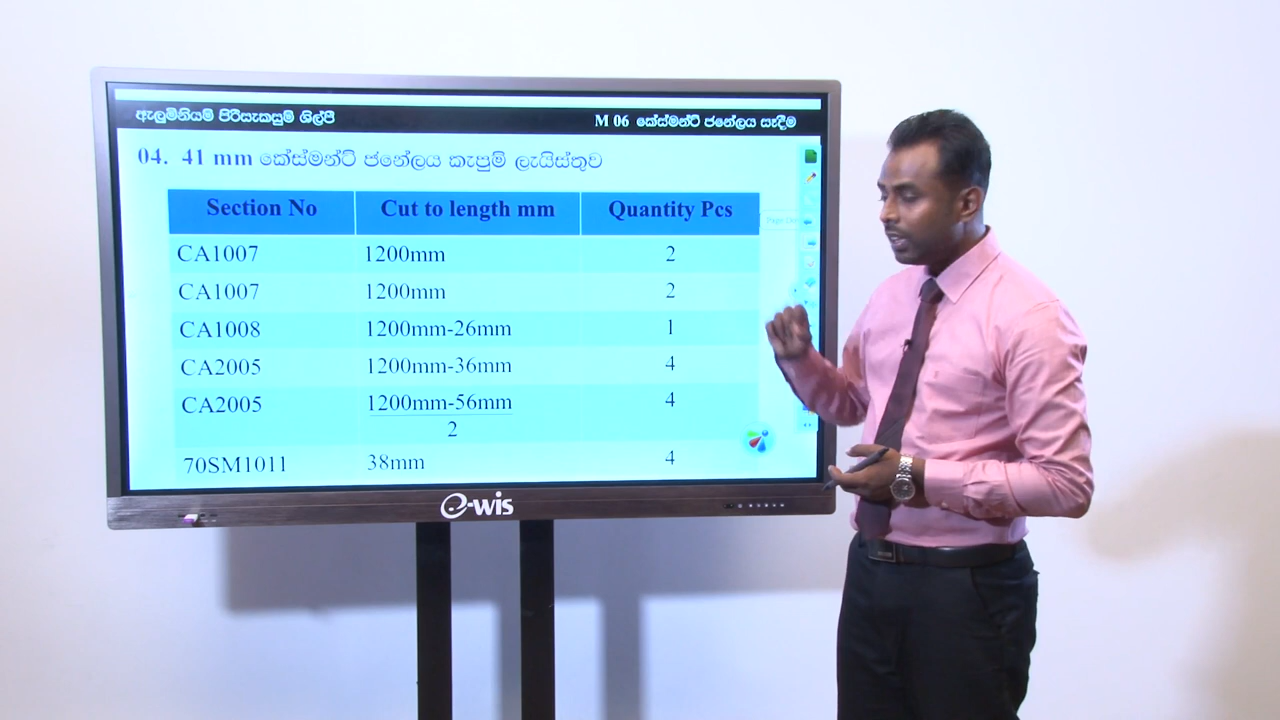 ඇලුමිනියම් පිරිසැකසුම් ශිල්පී
M 06 කේස්මන්ට් ජනේලය සෑදීම
04. 41 mm කේස්මන්ට් ජනේලය කැපුම් ලැයිස්තුව
Section No Cut to length mm Quantity Pcs
CA1007 1200mm 2
CA1007 1200mm 2
CA1008 1200mm-26mm 1
CA2005 1200mm-36mm 4
CA2005 1200mm-56mm 4
2
70SM1011 38mm 4
e-wis